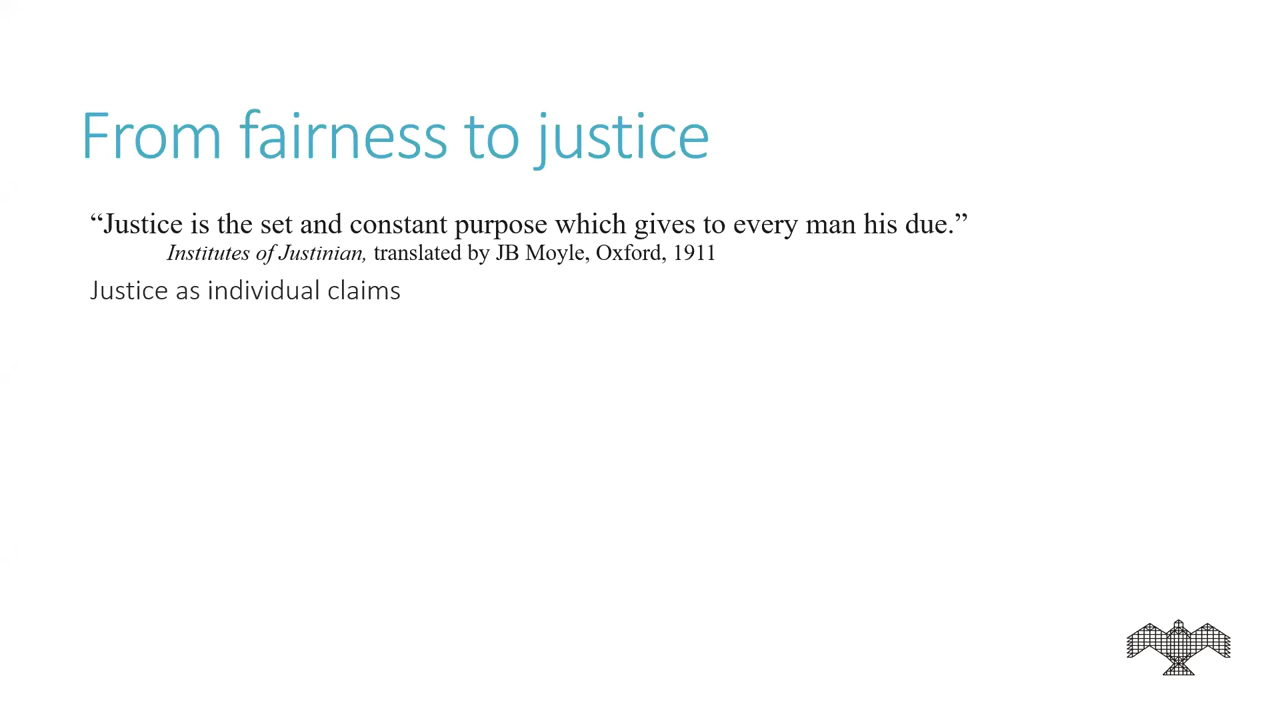 From fairness to justice
“Justice is the set and constant purpose which gives to every man his due.”
Institutes of Justinian, translated by JB Moyle, Oxford, 1911
Justice as individual claims